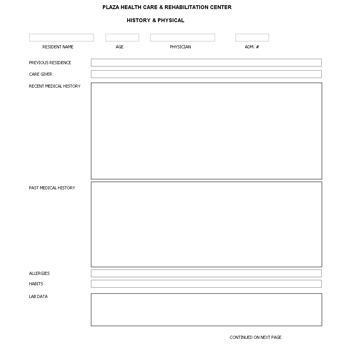 PLAZA HEALTH CARE & REHABILITATION CENTER
HISTORY & PHYSICAL
RESIDENT NAME AGE PHYSICIAN ADM. #
PREVIOUS RESIDENCE
CARE GIVER
RECENT MEDICAL HISTORY
PAST MEDICAL HISTORY
ALLERGIES
HABITS
LAB DATA
CONTINUED ON NEXT PAGE